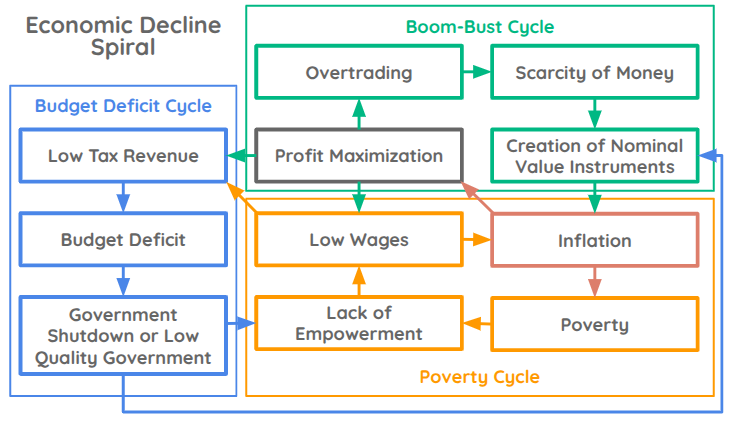 Economic Decline
Spiral
Boom-Bust Cycle
Overtrading
Scarcity of Money
Budget Deficit Cycle
Low Tax Revenue
Profit Maximization
Creation of Nominal
Value Instruments
Budget Deficit
Low Wages
Inflation
Government
Shutdown or Low
Quality Government
Lack of
Empowerment
Poverty
Poverty Cycle